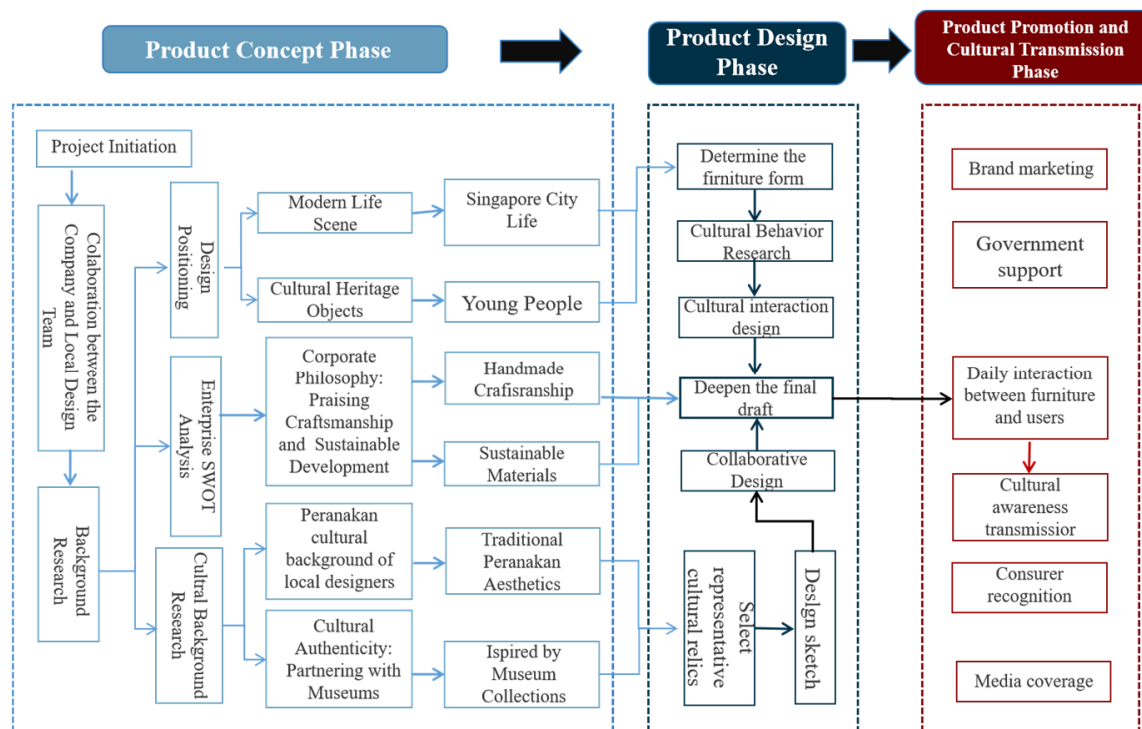 Product Concept Phase
Product Design
Phase
Product Promotion and
Cultural Transmission
Phase
Project Initiation
Colaboration between the
Company and Local Design
Team
Background
Research
Design
Positioning
Enterprise SWOT
Analysis
Cultral Background
Research
Modern Life
Scene
Cultural Heritage
Objects
Corporate
Philosophy:
Praising
Craftsmanship
and Sustainable
Development
Peranakan
cultural
background of
local designers
Cultural
Authenticity:
Partnering with
Museums
Singapore City
Life
Young People
Handmade
Crafisranship
Sustainable
Materials
Traditional
Peranakan
Aesthetics
Ispired by
Museum
Collections
Determine the
firniture form
Cultural Behavior
Research
Cultural interaction
design
Deepen the final
draft
Collaborative
Design
Select
representative
cultural relics
Design sketch
Brand marketing
Government
support
Daily interaction
between furniture
and users
Cultural
awareness
transmissior
Consurer
recognition
Media coverage